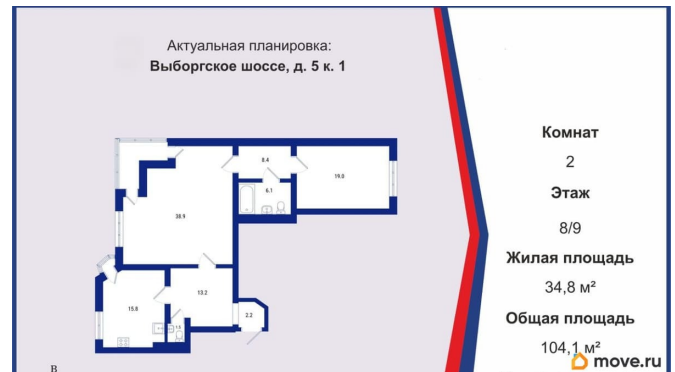 Актуальная планировка:
Выборгское шоссе, д. 5 к. 1
8.4
19.0
6.1
38.9
13.2
15.8
2.2
В
Комнат
2
Этаж
8/9
Жилая площадь
34,8 м²
Общая площадь
104,1 м²
move.ru